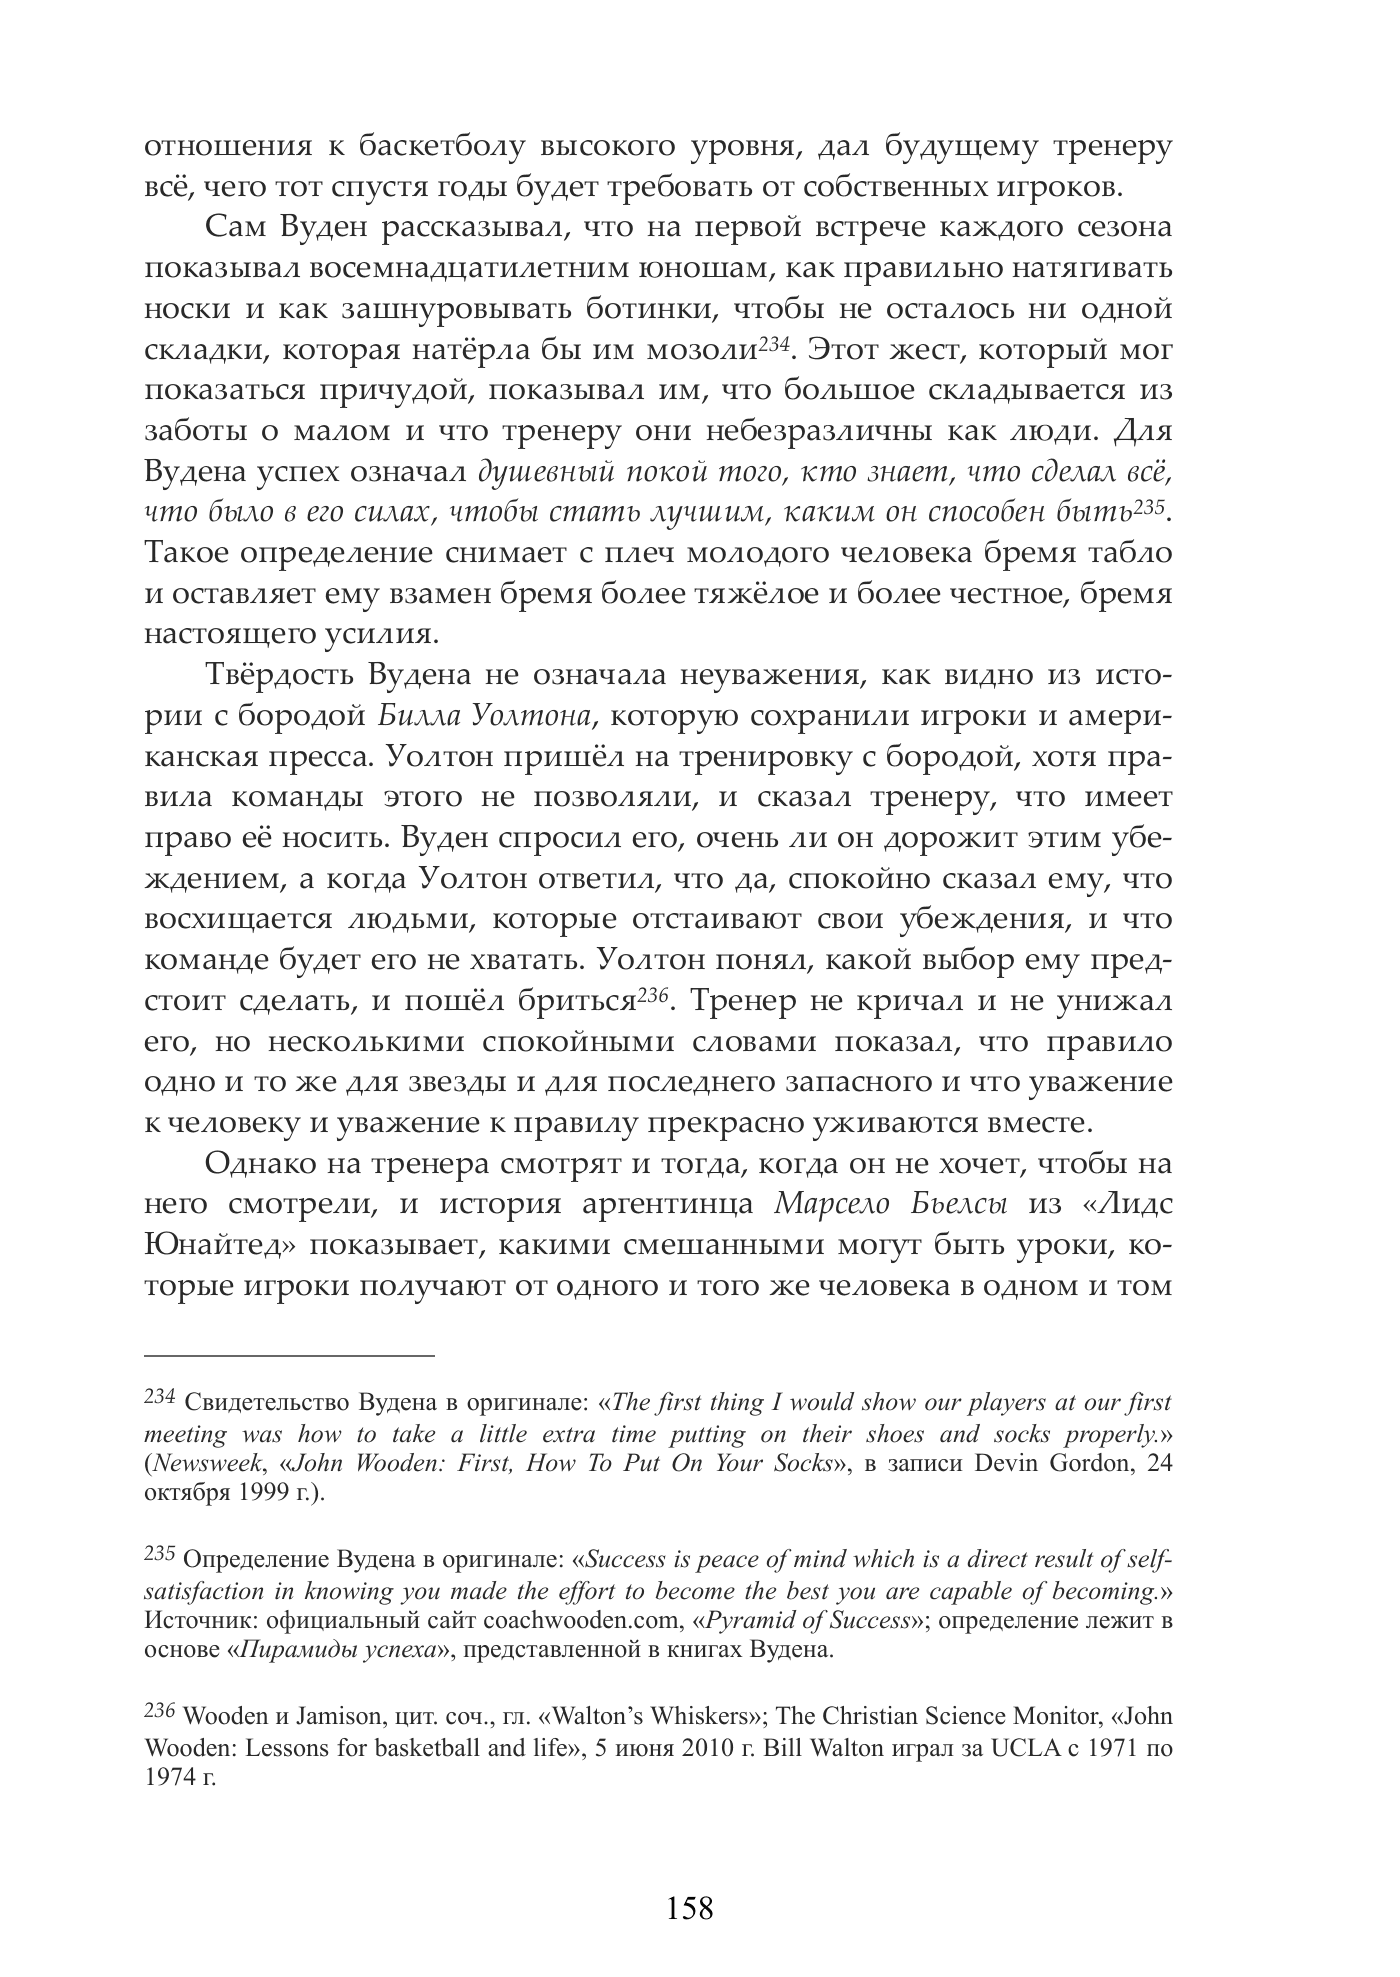 отношения к баскетболу высокого уровня, дал будущему тренеру
всё, чего тот спустя годы будет требовать от собственных игроков.
Сам Вуден рассказывал, что на первой встрече каждого сезона
показывал восемнадцатилетним юношам, как правильно натягивать
носки и как зашнуровывать ботинки, чтобы не осталось ни одной
складки, которая натёрла бы им мозоли234. Этот жест, который мог
показаться причудой, показывал им, что большое складывается из
заботы о малом и что тренеру они небезразличны как люди. Для
Вудена успех означал душевный покой того, кто знает, что сделал всё,
что было в его силах, чтобы стать лучшим, каким он способен быть235.
Такое определение снимает с плеч молодого человека бремя табло
и оставляет ему взамен бремя более тяжёлое и более честное, бремя
настоящего усилия.
Твёрдость Вудена не означала неуважения, как видно из исто-
рии с бородой Билла Уолтона, которую сохранили игроки и амери-
канская пресса. Уолтон пришёл на тренировку с бородой, хотя пра-
вила команды этого не позволяли, и сказал тренеру, что имеет
право её носить. Вуден спросил его, очень ли он дорожит этим убе-
ждением, а когда Уолтон ответил, что да, спокойно сказал ему, что
восхищается людьми, которые отстаивают свои убеждения, и что
команде будет его не хватать. Уолтон понял, какой выбор ему пред-
стоит сделать, и пошёл бриться236. Тренер не кричал и не унижал
его, но несколькими спокойными словами показал, что правило
одно и то же для звезды и для последнего запасного и что уважение
к человеку и уважение к правилу прекрасно уживаются вместе.
Однако на тренера смотрят и тогда, когда он не хочет, чтобы на
него смотрели, и история аргентинца Марсело Бьелсы из «Лидс
Юнайтед» показывает, какими смешанными могут быть уроки, ко-
торые игроки получают от одного и того же человека в одном и том
234 Свидетельство Вудена в оригинале: «The first thing I would show our players at our first
meeting was how to take a little extra time putting on their shoes and socks properly.»
(Newsweek, «John Wooden: First, How To Put On Your Socks», в записи Devin Gordon, 24
октября 1999 г.).
235 Определение Вудена в оригинале: «Success is peace of mind which is a direct result of self-
satisfaction in knowing you made the effort to become the best you are capable of becoming.»
Источник: официальный сайт coachwooden.com, «Pyramid of Success»; определение лежит в
основе «Пирамиды успеха», представленной в книгах Вудена.
236 Wooden и Jamison, цит. соч., гл. «Walton’s Whiskers»; The Christian Science Monitor, «John
Wooden: Lessons for basketball and life», 5 июня 2010 г. Bill Walton играл за UCLA с 1971 по
1974 г.
158